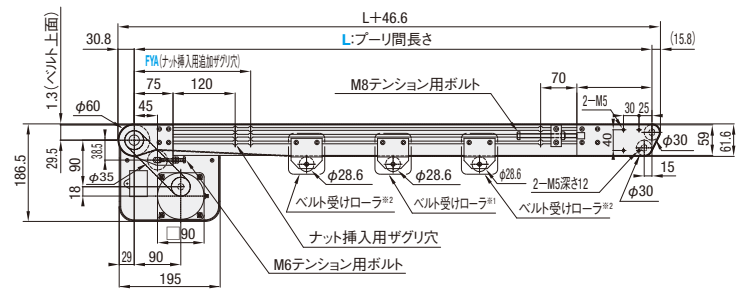 L+46.6
30.8
L:プーリ間長さ
(15.8)
1.3(ベルト上面)
FYA(ナット挿入用追加ザグリ穴)
75
120
M8テンション用ボルト
70
2-M5
30
25
φ60
45
40
59
61.6
186.5
29.5
90
38.5
φ30
φ35
18
φ28.6
φ28.6
φ28.6
15
2-M5深さ12
φ30
ベルト受けローラ※2
ベルト受けローラ※1
ベルト受けローラ※2
□90
ナット挿入用ザグリ穴
29
90
M6テンション用ボルト
195